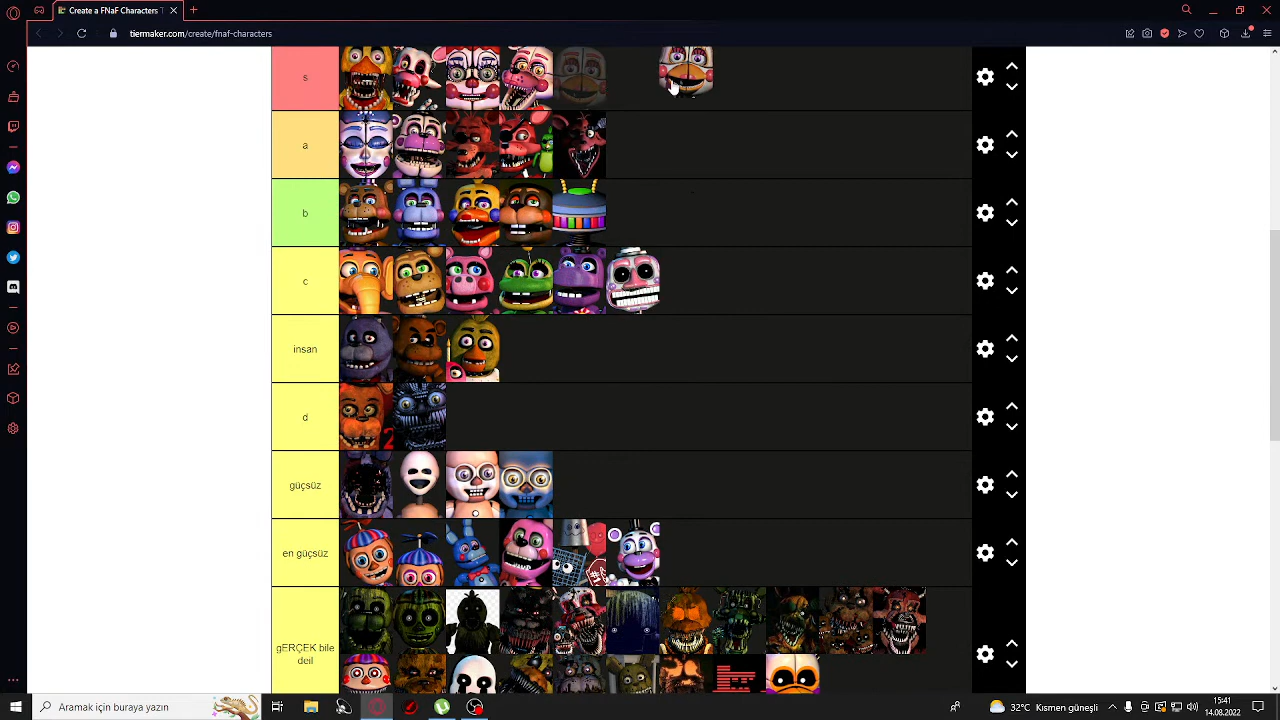 Create a FNaF Characters T
tiermaker.com/create/fnaf-characters
s
a
b
c
insan
d
2
güçsüz
en güçsüz
gERÇEK bile
deil
Aramak için buraya yazın
32°C Kısmen güneşli
15:41
14.08.2022